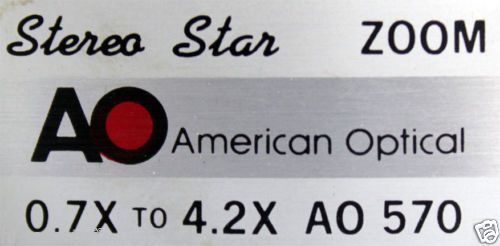 Stereo Star ZOOM
AO American Optical
0.7X TO 4.2X AO 570